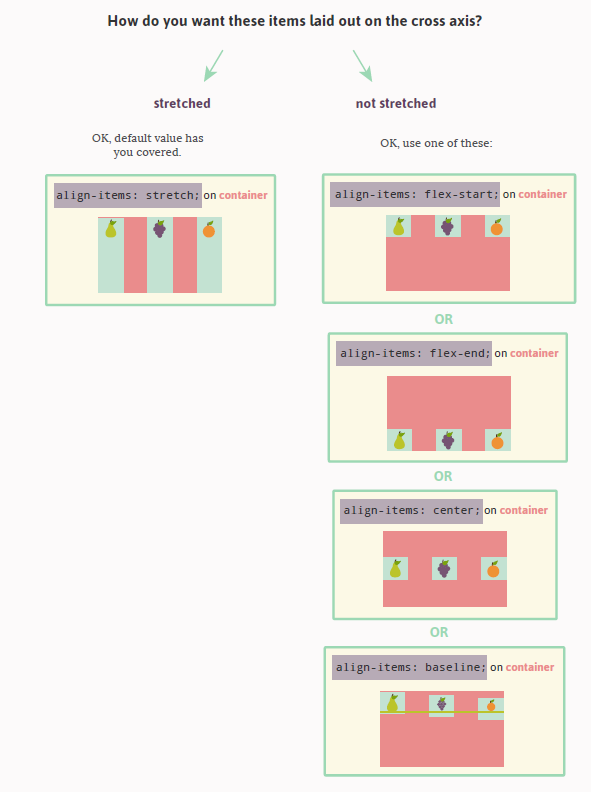 How do you want these items laid out on the cross axis?
stretched
not stretched
OK, default value has
you covered.
OK, use one of these:
align-items: stretch; on container
align-items: flex-start; on container
OR
align-items: flex-end; on container
OR
align-items: center; on container
OR
align-items: baseline; on container